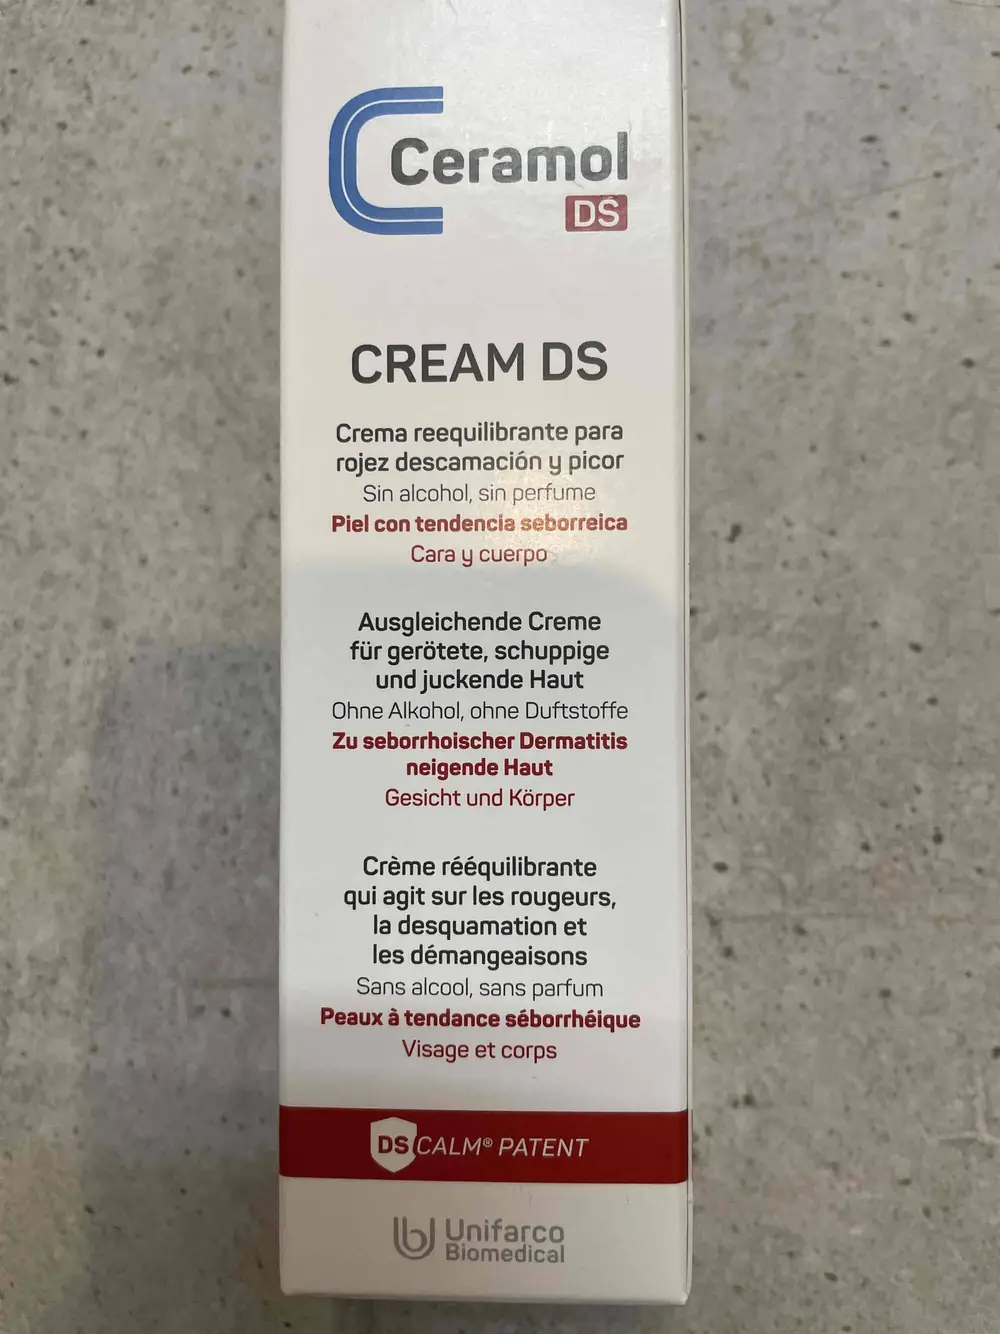 Ceramol
DS
CREAM DS
Crema reequilibrante para
rojez descamación y picor
Sin alcohol, sin perfume
Piel con tendencia seborreica
Cara y cuerpo
Ausgleichende Creme
für gerötete, schuppige
und juckende Haut
Ohne Alkohol, ohne Duftstoffe
Zu seborrhoischer Dermatitis
neigende Haut
Gesicht und Körper
Crème rééquilibrante
qui agit sur les rougeurs,
la desquamation et
les démangeaisons
Sans alcool, sans parfum
Peaux à tendance séborrhéique
Visage et corps
DS CALM® PATENT
Unifarco
Biomedical